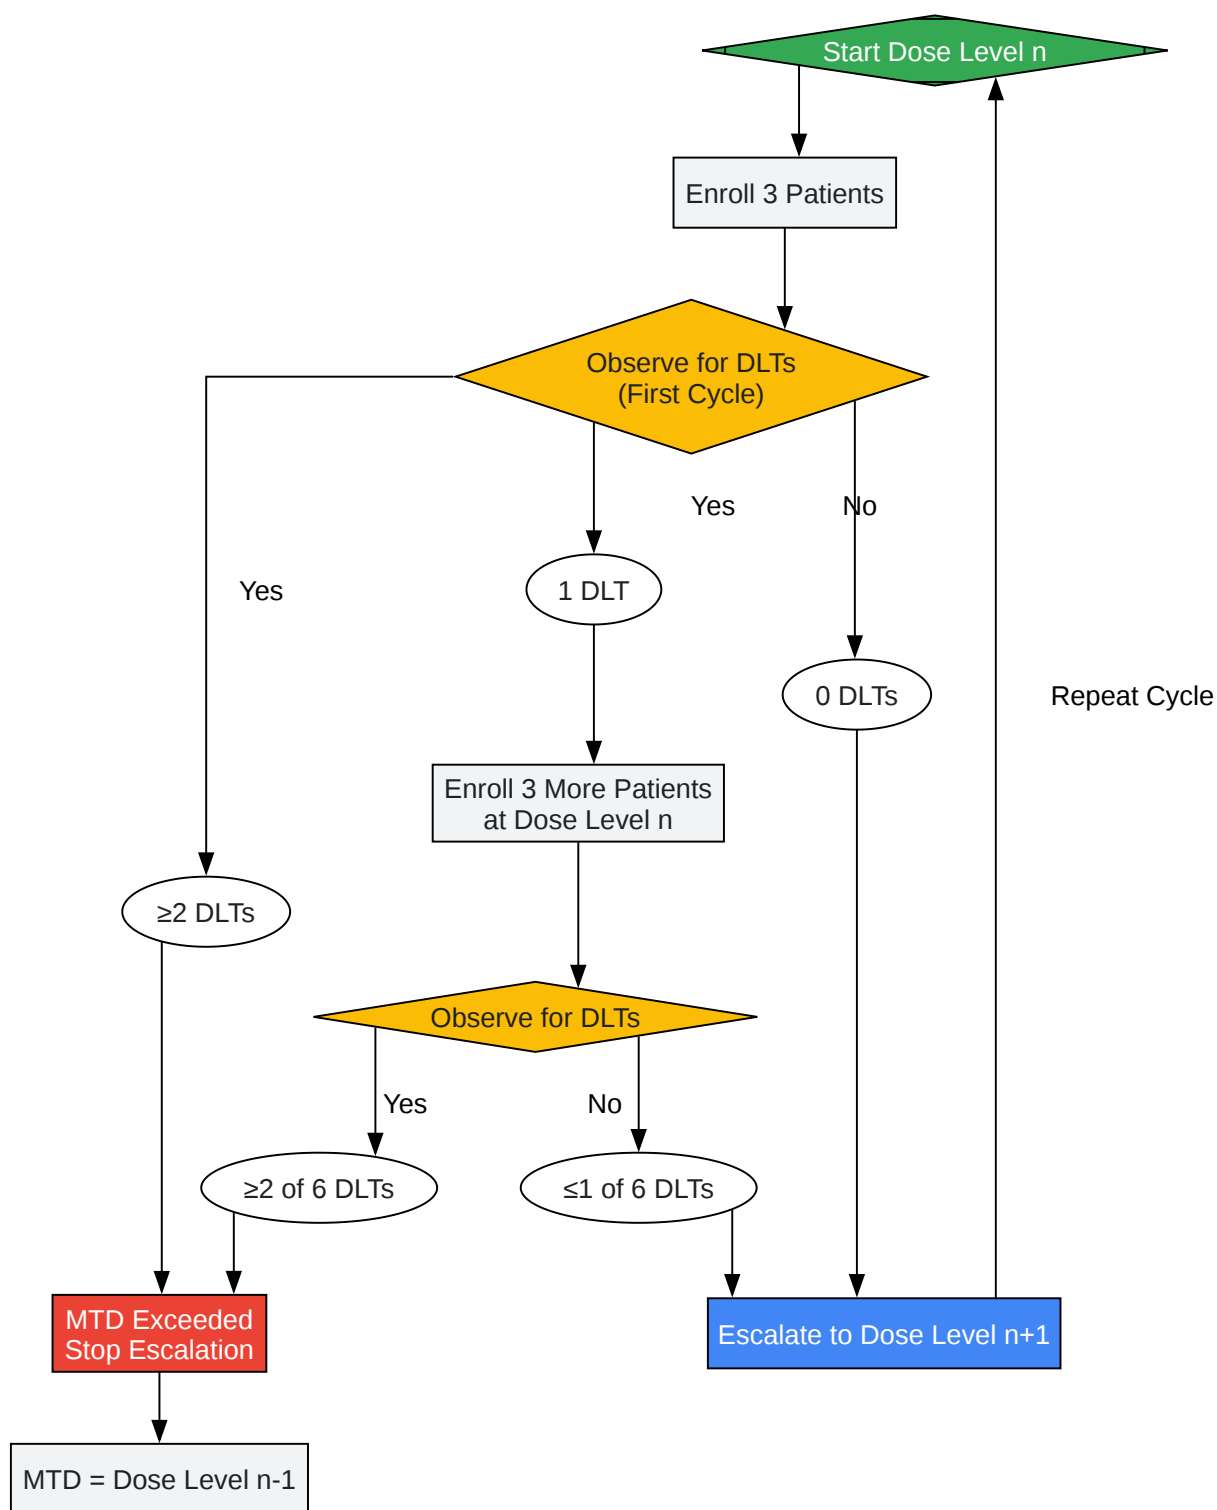 Start Dose Level n
Enroll 3 Patients
Observe for DLTs
(First Cycle)
Yes
No
Yes
1 DLT
0 DLTs
Repeat Cycle
Enroll 3 More Patients
at Dose Level n
≥2 DLTs
Observe for DLTs
Yes
No
≥2 of 6 DLTs
≤1 of 6 DLTs
MTD Exceeded
Stop Escalation
Escalate to Dose Level n+1
MTD = Dose Level n-1